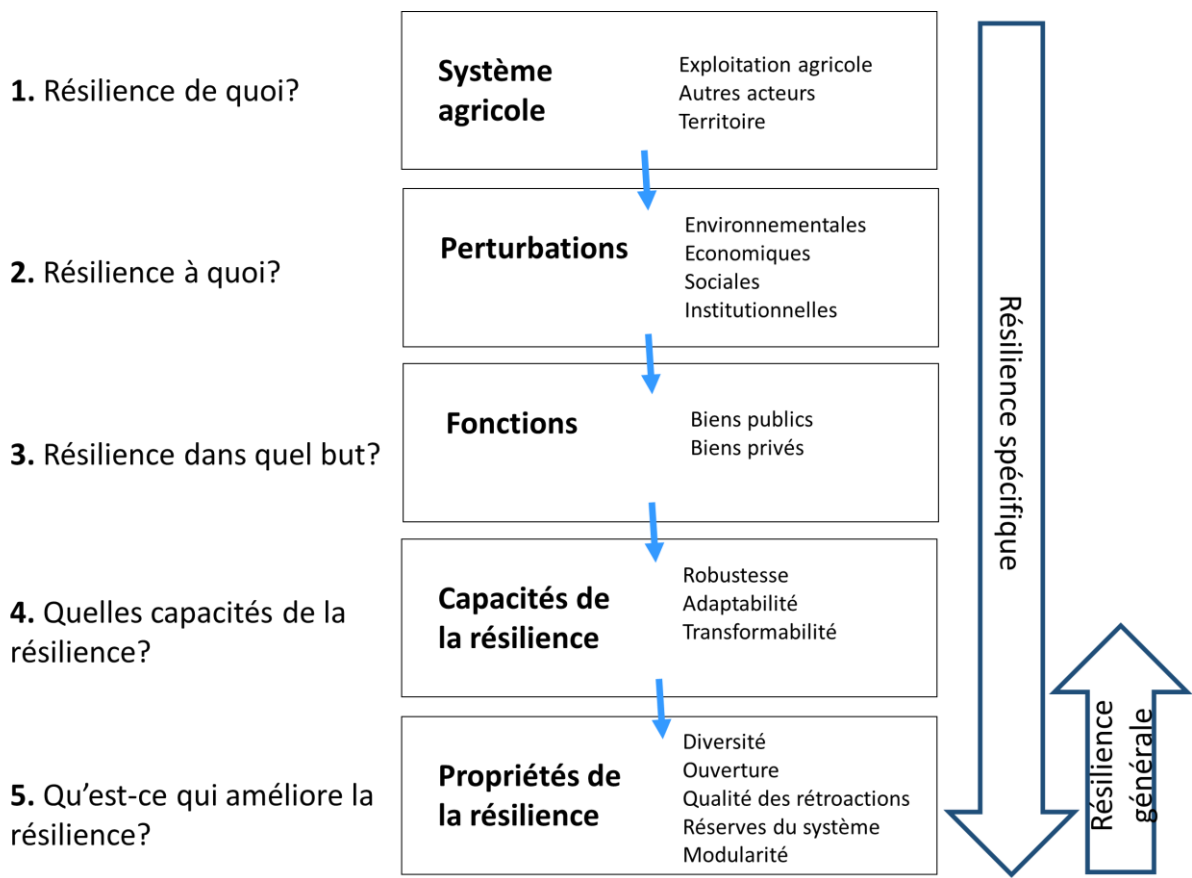 1. Résilience de quoi?
Système
agricole
Exploitation agricole
Autres acteurs
Territoire
2. Résilience à quoi?
Perturbations
Environnementales
Economiques
Sociales
Institutionnelles
3. Résilience dans quel but?
Fonctions
Biens publics
Biens privés
4. Quelles capacités de la
résilience?
Capacités de
la résilience
Robustesse
Adaptabilité
Transformabilité
5. Qu’est-ce qui améliore la
résilience?
Propriétés de
la résilience
Diversité
Ouverture
Qualité des rétroactions
Réserves du système
Modularité
Résilience spécifique
Résilience
générale